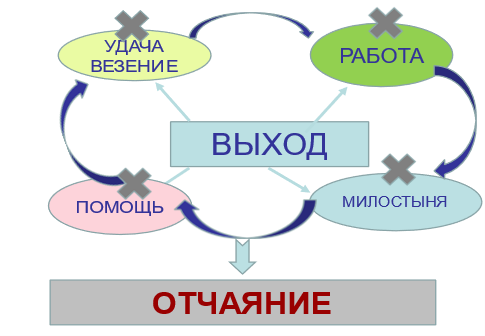 УДАЧА
ВЕЗЕНИЕ
РАБОТА
ВЫХОД
ПОМОЩЬ
МИЛОСТЫНЯ
ОТЧАЯНИЕ